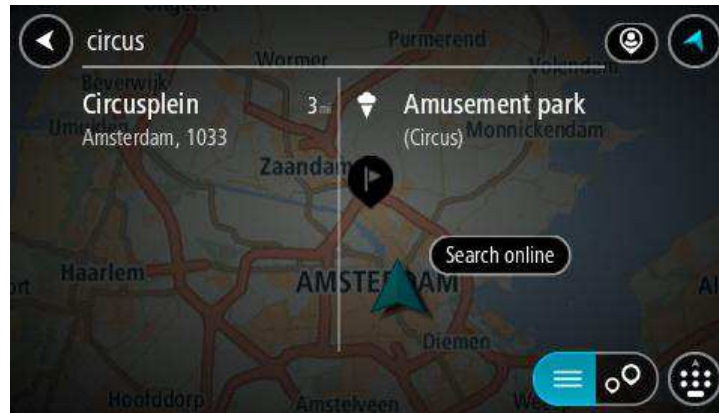 circus
Wormer
Purmerend
Volendam
Beverwijk
Circusplein
3 mi
Amusement park
Amsterdam, 1033
(Circus)
Monnickendam
Zaandam
Search online
Haarlem
AMSTERDAM
Diemen
Hoofddorp
Amstelveen